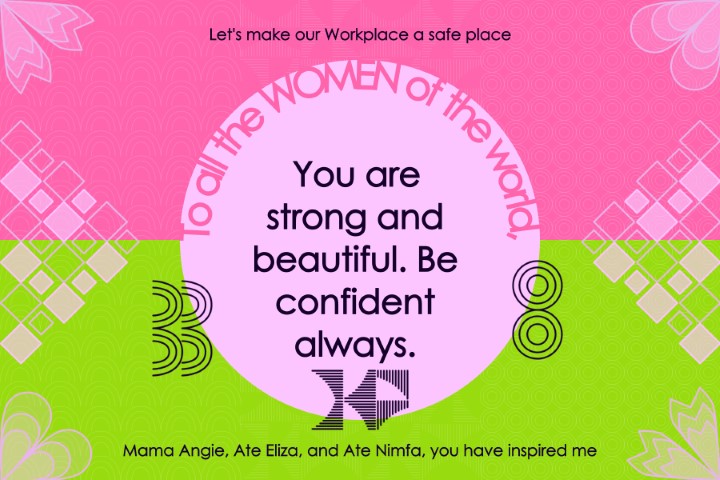 Let's make our Workplace a safe place
To all the WOMEN of the world,
You are
strong and
beautiful. Be
confident
always.
Mama Angie, Ate Eliza, and Ate Nimfa, you have inspired me